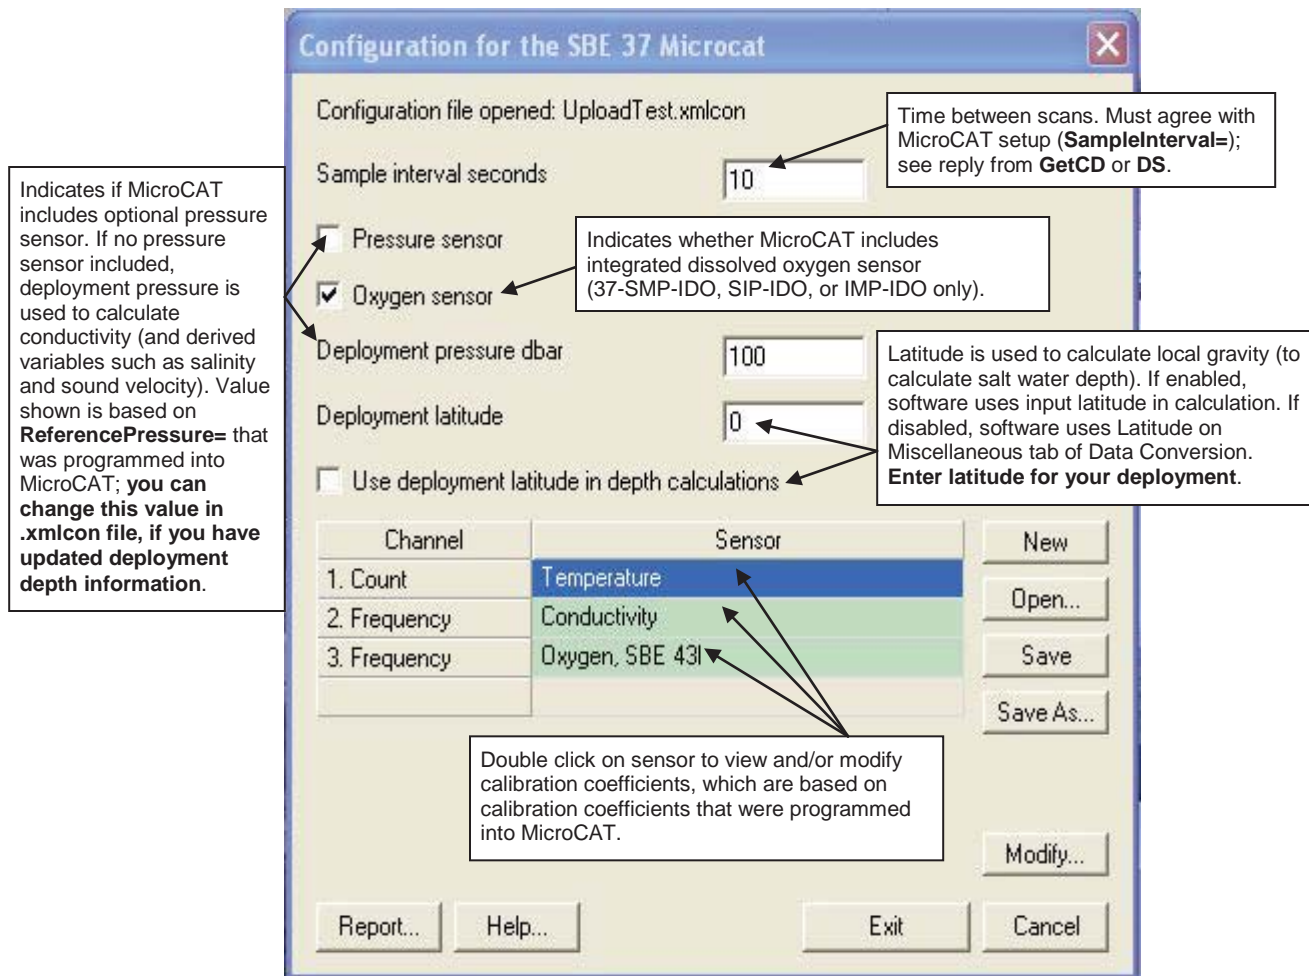 Configuration for the SBE 37 Microcat
Configuration file opened: UploadTest.xmlcon
Time between scans. Must agree with
MicroCAT setup (SampleInterval=);
see reply from GetCD or DS.
Sample interval seconds
10
Indicates if MicroCAT
includes optional pressure
sensor. If no pressure
sensor included,
deployment pressure is
used to calculate
conductivity (and derived
variables such as salinity
and sound velocity). Value
shown is based on
ReferencePressure= that
was programmed into
MicroCAT; you can
change this value in
.xmlcon file, if you have
updated deployment
depth information.
Pressure sensor
Indicates whether MicroCAT includes
integrated dissolved oxygen sensor
(37-SMP-IDO, SIP-IDO, or IMP-IDO only).
Oxygen sensor
Deployment pressure dbar
100
Latitude is used to calculate local gravity (to
calculate salt water depth). If enabled,
software uses input latitude in calculation. If
disabled, software uses Latitude on
Miscellaneous tab of Data Conversion.
Enter latitude for your deployment.
Deployment latitude
0
Use deployment latitude in depth calculations
Channel Sensor
1. Count Temperature
2. Frequency Conductivity
3. Frequency Oxygen, SBE 43I
New
Open...
Save
Save As...
Double click on sensor to view and/or modify
calibration coefficients, which are based on
calibration coefficients that were programmed
into MicroCAT.
Modify...
Report... Help... Exit Cancel